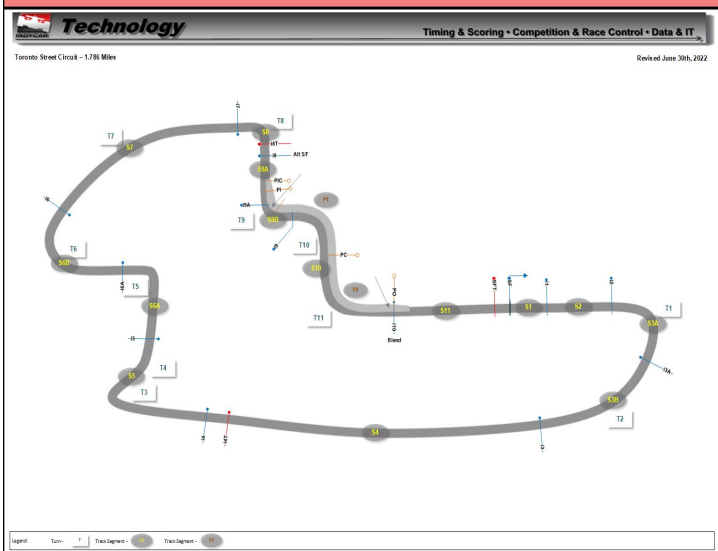 INDYCAR
Technology
Timing & Scoring • Competition & Race Control • Data & IT
Toronto Street Circuit – 1.786 Miles
Revised June 30th, 2022
T8
S8
T7
S7
Alt S/F
S9A
PIC
PI
I9A
P1
S9B
T9
T10
T6
S6B
T5
PC
S10
PO
P2
T11
Blend
S11
S1
S2
T1
S3A
I3A
S6A
I5
T4
S5
T3
S3B
T2
S4
Legend: Turn - T Track Segment - Track Segment -